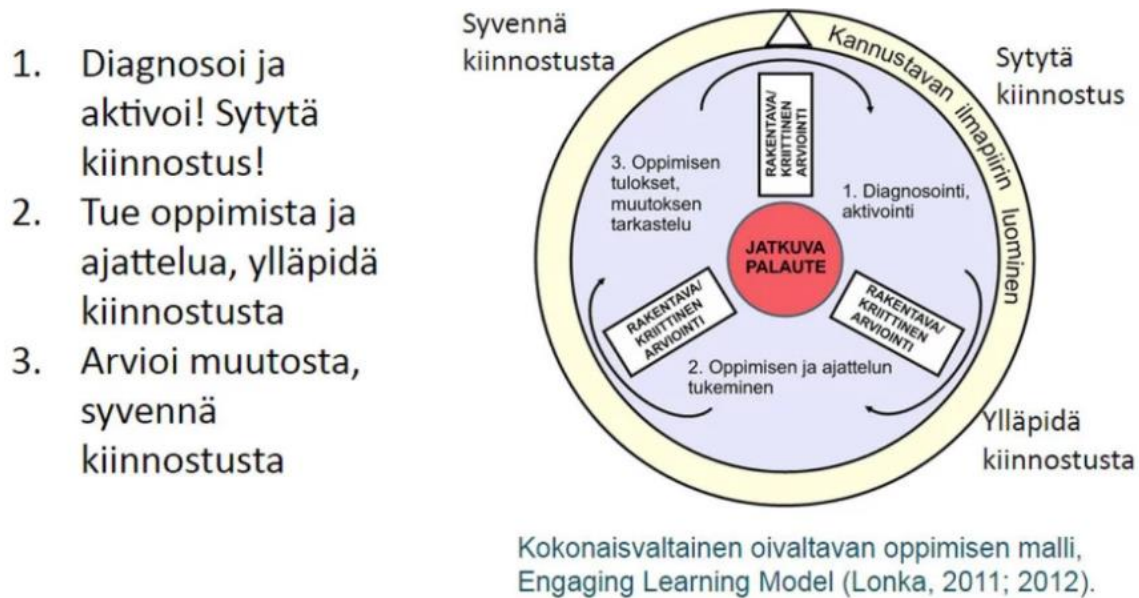 1. Diagnosoi ja
aktivoi! Sytytä
kiinnostus!
2. Tue oppimista ja
ajattelua, ylläpidä
kiinnostusta
3. Arvioi muutosta,
syvennä
kiinnostusta
Syvennä
kiinnostusta
Kannustavan ilmapiirin luominen
Sytytä
kiinnostus
RAKENTAVA/
KRIITTINEN
ARVIOINTI
3. Oppimisen
tulokset,
muutoksen
tarkastelu
1. Diagnosointi,
aktivointi
JATKUVA
PALAUTE
RAKENTAVA/
KRIITTINEN
ARVIOINTI
RAKENTAVA/
KRIITTINEN
ARVIOINTI
2. Oppimisen ja ajattelun
tukeminen
Ylläpidä
kiinnostusta
Kokonaisvaltainen oivaltavan oppimisen malli,
Engaging Learning Model (Lonka, 2011; 2012).